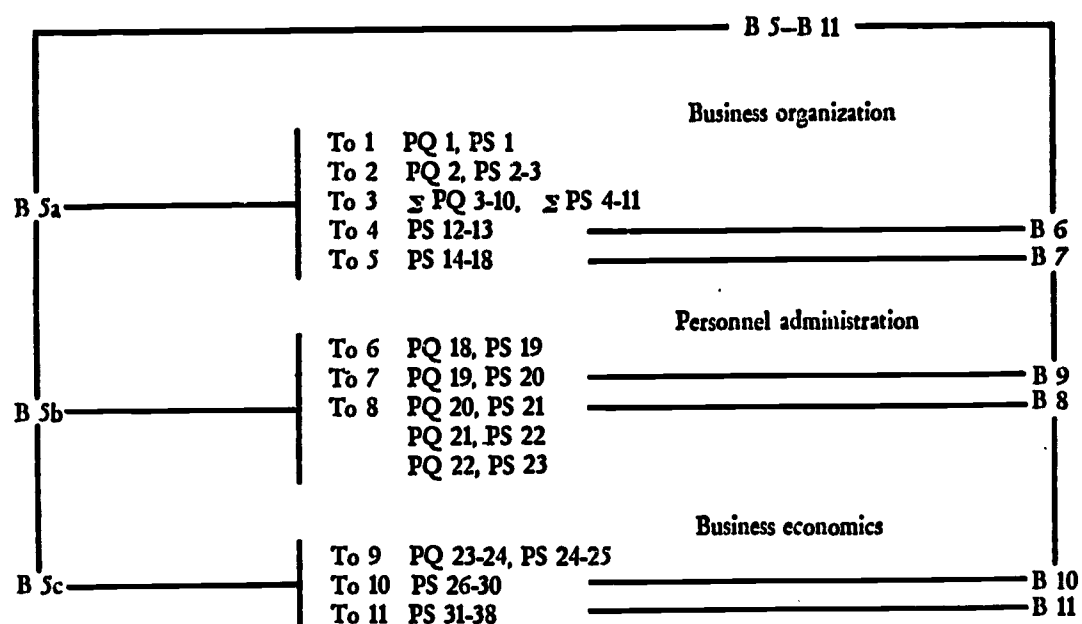 B 5–B 11
Business organization
To 1 PQ 1, PS 1
To 2 PQ 2, PS 2-3
B 5a To 3 Σ PQ 3-10, Σ PS 4-11
To 4 PS 12-13 B 6
To 5 PS 14-18 B 7
Personnel administration
To 6 PQ 18, PS 19
To 7 PQ 19, PS 20 B 9
B 5b To 8 PQ 20, PS 21 B 8
PQ 21, PS 22
PQ 22, PS 23
Business economics
To 9 PQ 23-24, PS 24-25
B 5c To 10 PS 26-30 B 10
To 11 PS 31-38 B 11